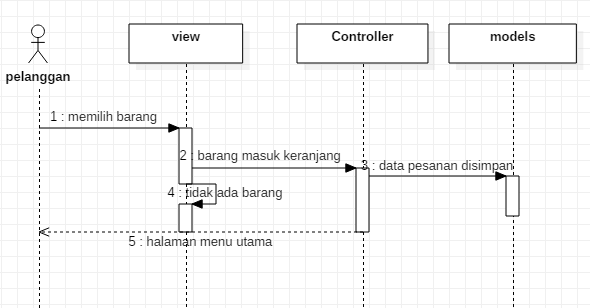 view
Controller
models
pelanggan
1 : memilih barang
2 : barang masuk keranjang
3 : data pesanan disimpan
4 : tidak ada barang
5 : halaman menu utama